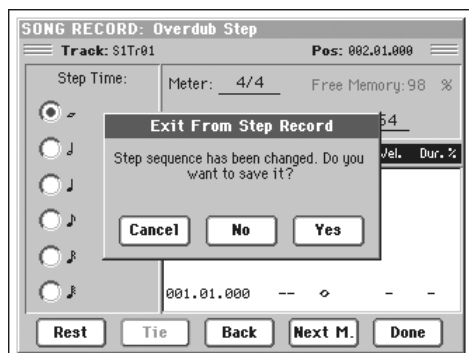 SONG RECORD: Overdub Step
Track: S1Tr01 Pos: 002.01.000
Step Time:
Meter: 4/4 Free Memory: 98 %
54
Vel. Dur.%
Exit From Step Record
Step sequence has been changed. Do you
want to save it?
Cancel No Yes
001.01.000 -- - -
Rest Tie Back Next M. Done